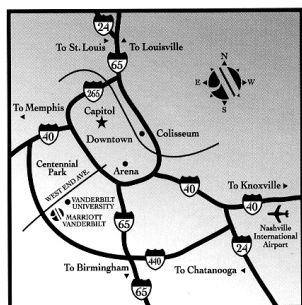 24
To St. Louis
To Louisville
65
N
E
W
S
265
To Memphis
Capitol
Colisseum
40
Downtown
Centennial
Park
Arena
WEST END AVE.
40
To Knoxville
40
VANDERBILT
UNIVERSITY
MARRIOTT
VANDERBILT
65
Nashville
International
Airport
24
440
To Birmingham
To Chatanooga
65